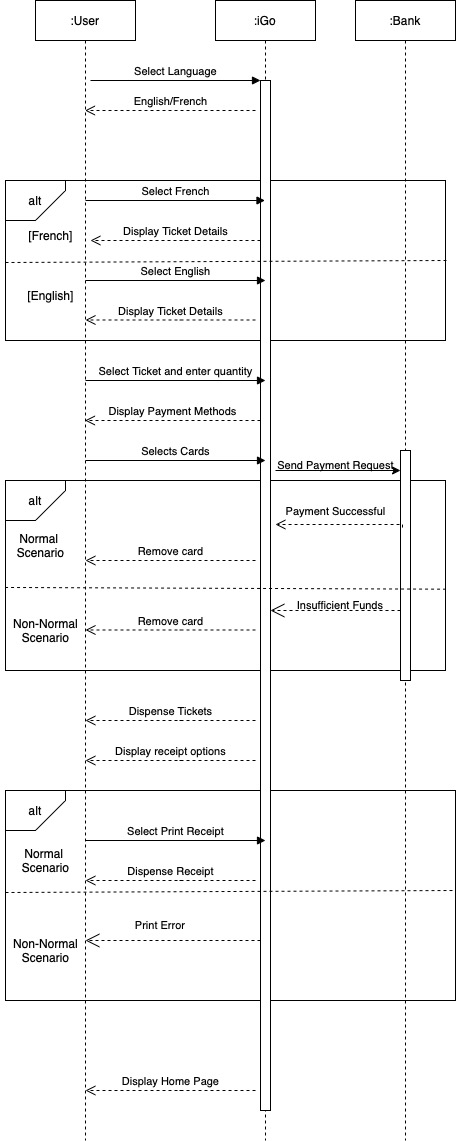 :User
:iGo
:Bank
Select Language
English/French
alt
Select French
[French]
Display Ticket Details
Select English
[English]
Display Ticket Details
Select Ticket and enter quantity
Display Payment Methods
Selects Cards
Send Payment Request
alt
Payment Successful
Normal
Scenario
Remove card
Insufficient Funds
Non-Normal
Scenario
Remove card
Dispense Tickets
Display receipt options
alt
Select Print Receipt
Normal
Scenario
Dispense Receipt
Print Error
Non-Normal
Scenario
Display Home Page